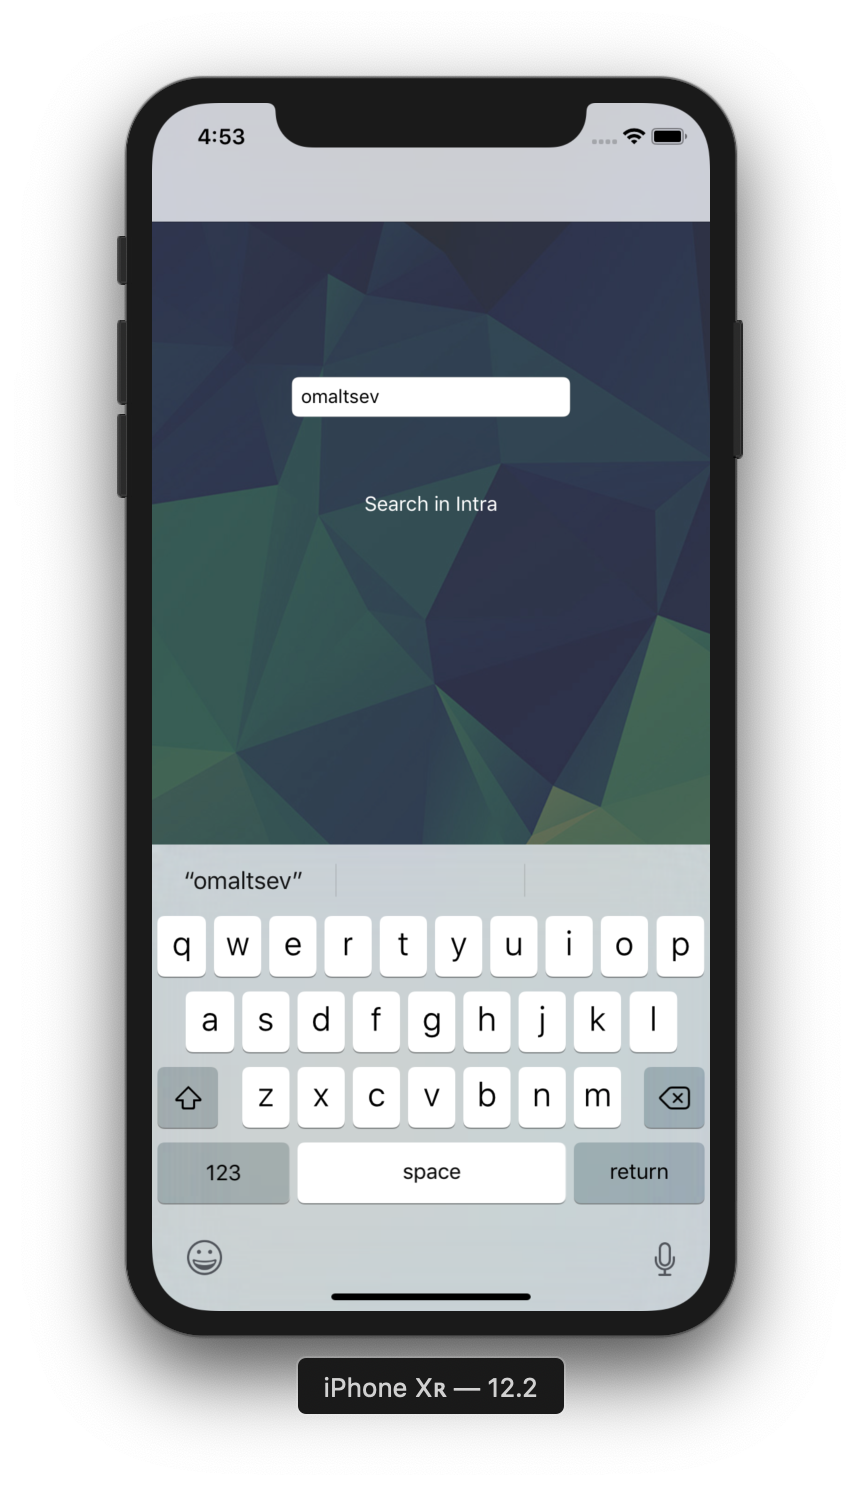 4:53
omaltsev
Search in Intra
“omaltsev”
q w e r t y u i o p
a s d f g h j k l
z x c v b n m
123 space return
iPhone Xʀ — 12.2